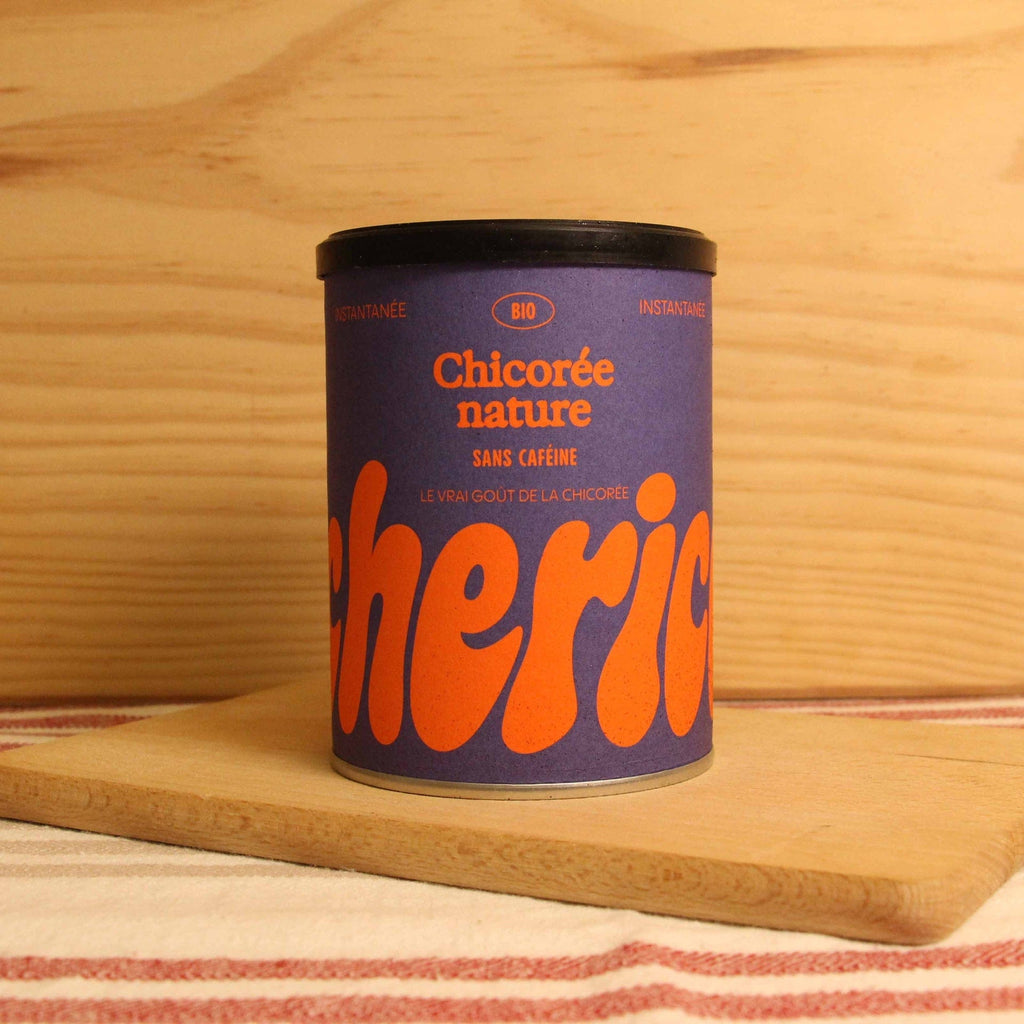 INSTANTANÉE
BIO
INSTANTANÉE
Chicorée
nature
SANS CAFÉINE
LE VRAI GOÛT DE LA CHICORÉE
cheric